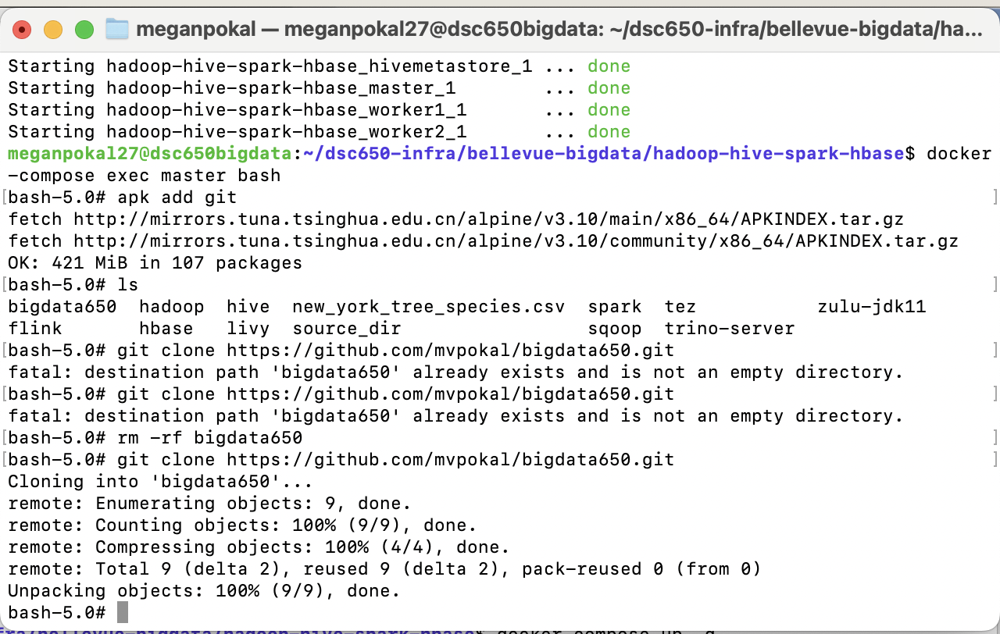 meganpokal — meganpokal27@dsc650bigdata: ~/dsc650-infra/bellevue-bigdata/ha...
Starting hadoop-hive-spark-hbase_hivemetastore_1 ... done
Starting hadoop-hive-spark-hbase_master_1        ... done
Starting hadoop-hive-spark-hbase_worker1_1       ... done
Starting hadoop-hive-spark-hbase_worker2_1       ... done
meganpokal27@dsc650bigdata:~/dsc650-infra/bellevue-bigdata/hadoop-hive-spark-hbase$ docker
-compose exec master bash
[bash-5.0# apk add git ]
fetch http://mirrors.tuna.tsinghua.edu.cn/alpine/v3.10/main/x86_64/APKINDEX.tar.gz
fetch http://mirrors.tuna.tsinghua.edu.cn/alpine/v3.10/community/x86_64/APKINDEX.tar.gz
OK: 421 MiB in 107 packages
[bash-5.0# ls ]
bigdata650  hadoop  hive  new_york_tree_species.csv  spark  tez           zulu-jdk11
flink       hbase   livy  source_dir                 sqoop  trino-server
[bash-5.0# git clone https://github.com/mvpokal/bigdata650.git ]
fatal: destination path 'bigdata650' already exists and is not an empty directory.
[bash-5.0# git clone https://github.com/mvpokal/bigdata650.git ]
fatal: destination path 'bigdata650' already exists and is not an empty directory.
[bash-5.0# rm -rf bigdata650 ]
[bash-5.0# git clone https://github.com/mvpokal/bigdata650.git ]
Cloning into 'bigdata650'...
remote: Enumerating objects: 9, done.
remote: Counting objects: 100% (9/9), done.
remote: Compressing objects: 100% (4/4), done.
remote: Total 9 (delta 2), reused 9 (delta 2), pack-reused 0 (from 0)
Unpacking objects: 100% (9/9), done.
bash-5.0#